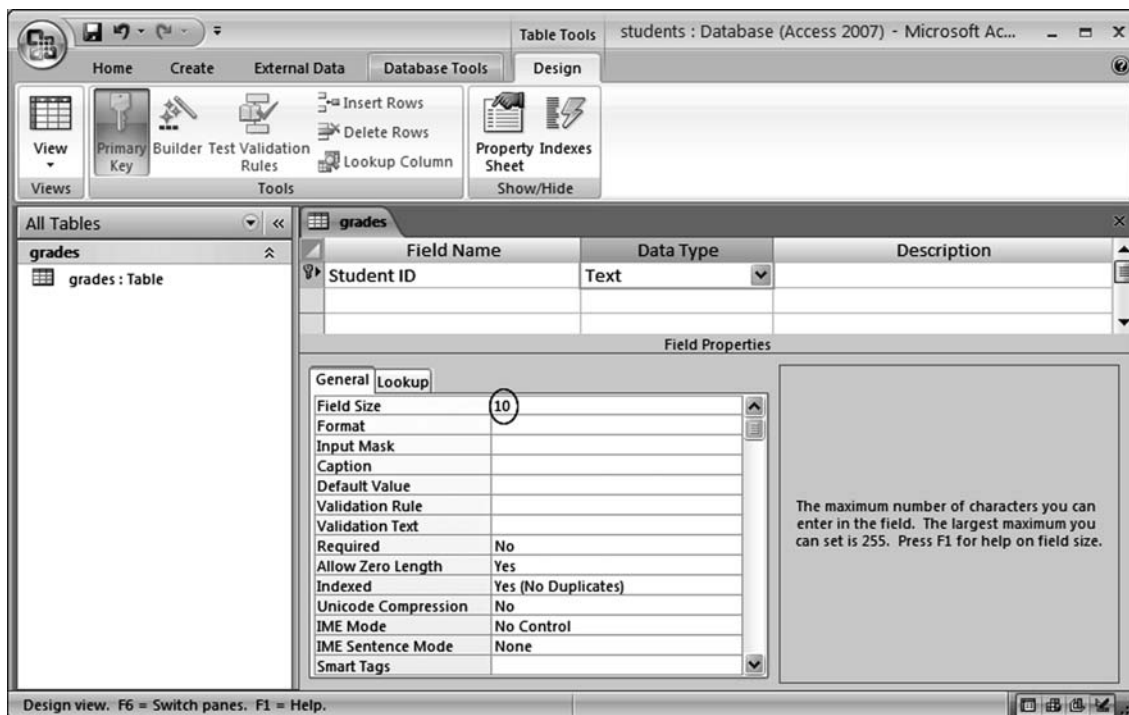 Table Tools
students : Database (Access 2007) - Microsoft Ac...
Home Create External Data Database Tools Design
View
Primary Key
Builder
Test Validation Rules
Insert Rows
Delete Rows
Lookup Column
Property Sheet
Indexes
Views
Tools
Show/Hide
All Tables
grades
grades : Table
grades
Field Name Data Type Description
Student ID Text
Field Properties
General Lookup
Field Size 10
Format
Input Mask
Caption
Default Value
Validation Rule
Validation Text
Required No
Allow Zero Length Yes
Indexed Yes (No Duplicates)
Unicode Compression No
IME Mode No Control
IME Sentence Mode None
Smart Tags
The maximum number of characters you can
enter in the field. The largest maximum you
can set is 255. Press F1 for help on field size.
Design view. F6 = Switch panes. F1 = Help.